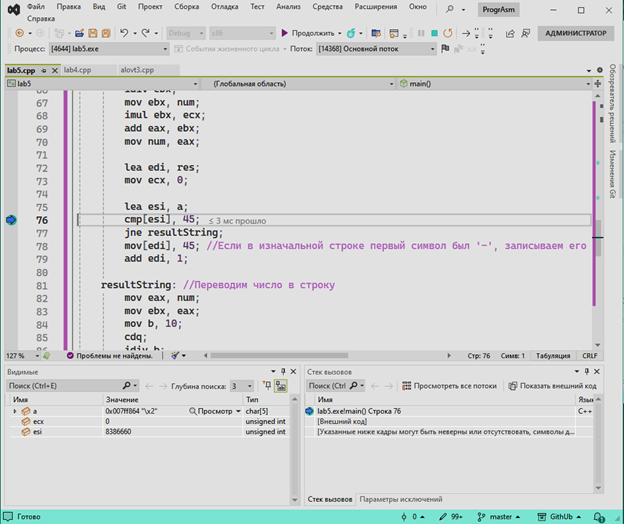 Файл Правка Вид Git Проект Сборка Отладка Тест Анализ Средства Расширения Окно
ProgrAsm
Справка
Debug x86 Продолжить АДМИНИСТРАТОР
Процесс: [4644] lab5.exe События жизненного цикла Поток: [14368] Основной поток
lab5.cpp lab4.cpp alovt3.cpp
lab5 (Глобальная область) main()
66 idiv ebx;
67 mov ebx, num;
68 imul ebx, ecx;
69 add eax, ebx;
70 mov num, eax;
71
72 lea edi, res;
73 mov ecx, 0;
74
75 lea esi, a;
76 cmp[esi], 45; ≤ 3 мс прошло
77 jne resultString;
78 mov[edi], 45; //Если в изначальной строке первый символ был '-', записываем его
79 add edi, 1;
80
81 resultString: //Переводим число в строку
82 mov eax, num;
83 mov ebx, eax;
84 mov b, 10;
85 cdq;
86 idiv b;
Обозреватель решений
Изменения Git
127 % Проблемы не найдены. Стр: 76 Симв: 1 Табуляция CRLF
Видимые
Поиск (Ctrl+E) Глубина поиска: 3
Имя Значение Тип
a 0x007ff864 "\x2" Просмотр char[5]
ecx 0 unsigned int
esi 8386660 unsigned int
Стек вызовов
Поиск (Ctrl Просмотреть все потоки Показать внешний код
Имя Язык
lab5.exe!main() Строка 76 C++
[Внешний код]
[Указанные ниже кадры могут быть неверны или отсутствовать, символы д...
Стек вызовов Параметры исключений
Готово 0 99+ master GitHub 1